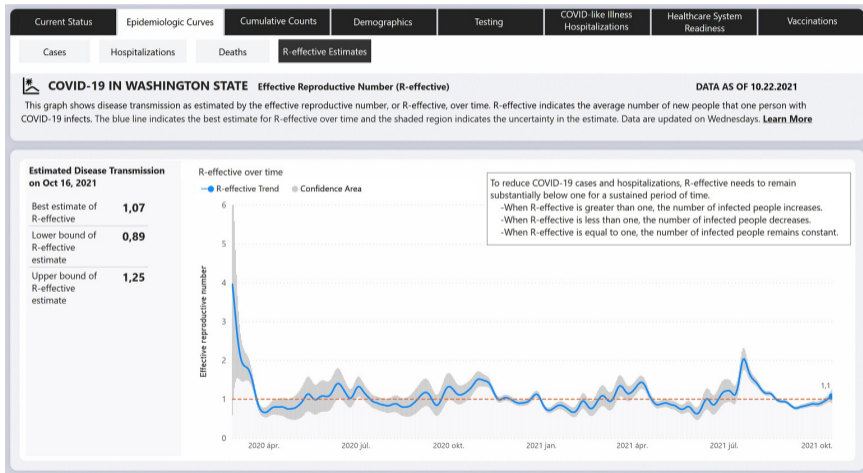 Current Status
Epidemiologic Curves
Cumulative Counts
Demographics
Testing
COVID-like Illness
Hospitalizations
Healthcare System
Readiness
Vaccinations
Cases
Hospitalizations
Deaths
R-effective Estimates
COVID-19 IN WASHINGTON STATE Effective Reproductive Number (R-effective)
DATA AS OF 10.22.2021
This graph shows disease transmission as estimated by the effective reproductive number, or R-effective, over time. R-effective indicates the average number of new people that one person with
COVID-19 infects. The blue line indicates the best estimate for R-effective over time and the shaded region indicates the uncertainty in the estimate. Data are updated on Wednesdays. Learn More
Estimated Disease Transmission
on Oct 16, 2021
Best estimate of
R-effective
1,07
Lower bound of
R-effective
estimate
0,89
Upper bound of
R-effective
estimate
1,25
R-effective over time
R-effective Trend
Confidence Area
To reduce COVID-19 cases and hospitalizations, R-effective needs to remain
substantially below one for a sustained period of time.
-When R-effective is greater than one, the number of infected people increases.
-When R-effective is less than one, the number of infected people decreases.
-When R-effective is equal to one, the number of infected people remains constant.
Effective reproductive number
6
5
4
3
2
1
0
1,1
2020 ápr.
2020 júl.
2020 okt.
2021 jan.
2021 ápr.
2021 júl.
2021 okt.